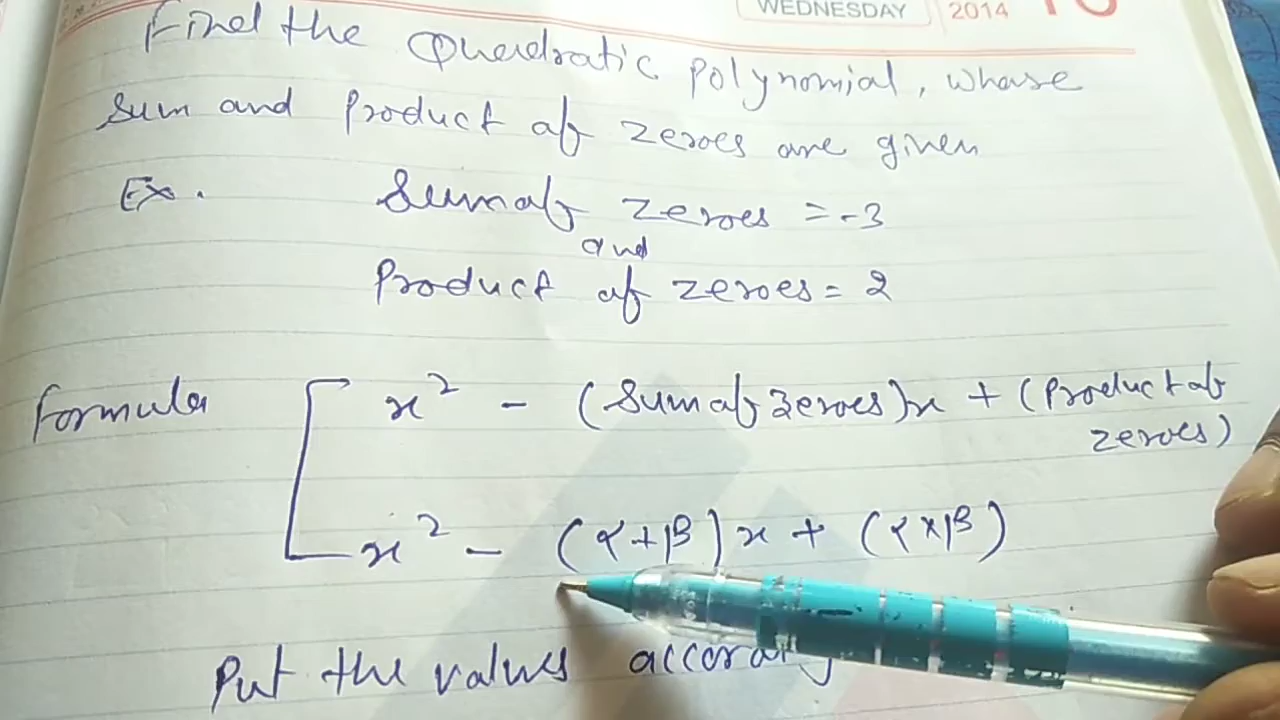 WEDNESDAY 2014
Find the Quadratic Polynomial, whose
Sum and Product of zeroes are given
Ex. Sum of zeroes = -3
and
Product of zeroes = 2
Formula x² - (Sum of zeroes)x + (Product of
zeroes)
x² - (α+β)x + (α×β)
Put the values